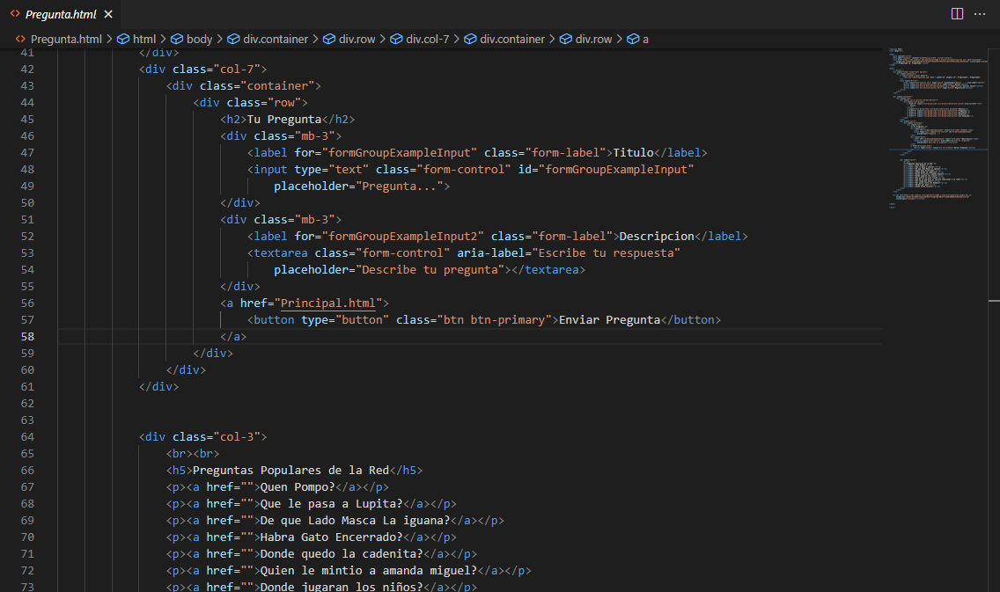 Pregunta.html
Pregunta.html > html > body > div.container > div.row > div.col-7 > div.container > div.row > a
41 </div>
42 <div class="col-7">
43 <div class="container">
44 <div class="row">
45 <h2>Tu Pregunta</h2>
46 <div class="mb-3">
47 <label for="formGroupExampleInput" class="form-label">Titulo</label>
48 <input type="text" class="form-control" id="formGroupExampleInput"
49 placeholder="Pregunta...">
50 </div>
51 <div class="mb-3">
52 <label for="formGroupExampleInput2" class="form-label">Descripcion</label>
53 <textarea class="form-control" aria-label="Escribe tu respuesta"
54 placeholder="Describe tu pregunta"></textarea>
55 </div>
56 <a href="Principal.html">
57 <button type="button" class="btn btn-primary">Enviar Pregunta</button>
58 </a>
59 </div>
60 </div>
61 </div>
62
63
64 <div class="col-3">
65 <br><br>
66 <h5>Preguntas Populares de la Red</h5>
67 <p><a href="">Quen Pompo?</a></p>
68 <p><a href="">Que le pasa a Lupita?</a></p>
69 <p><a href="">De que Lado Masca La iguana?</a></p>
70 <p><a href="">Habra Gato Encerrado?</a></p>
71 <p><a href="">Donde quedo la cadenita?</a></p>
72 <p><a href="">Quien le mintio a amanda miguel?</a></p>
73 <p><a href="">Donde jugaran los niños?</a></p>